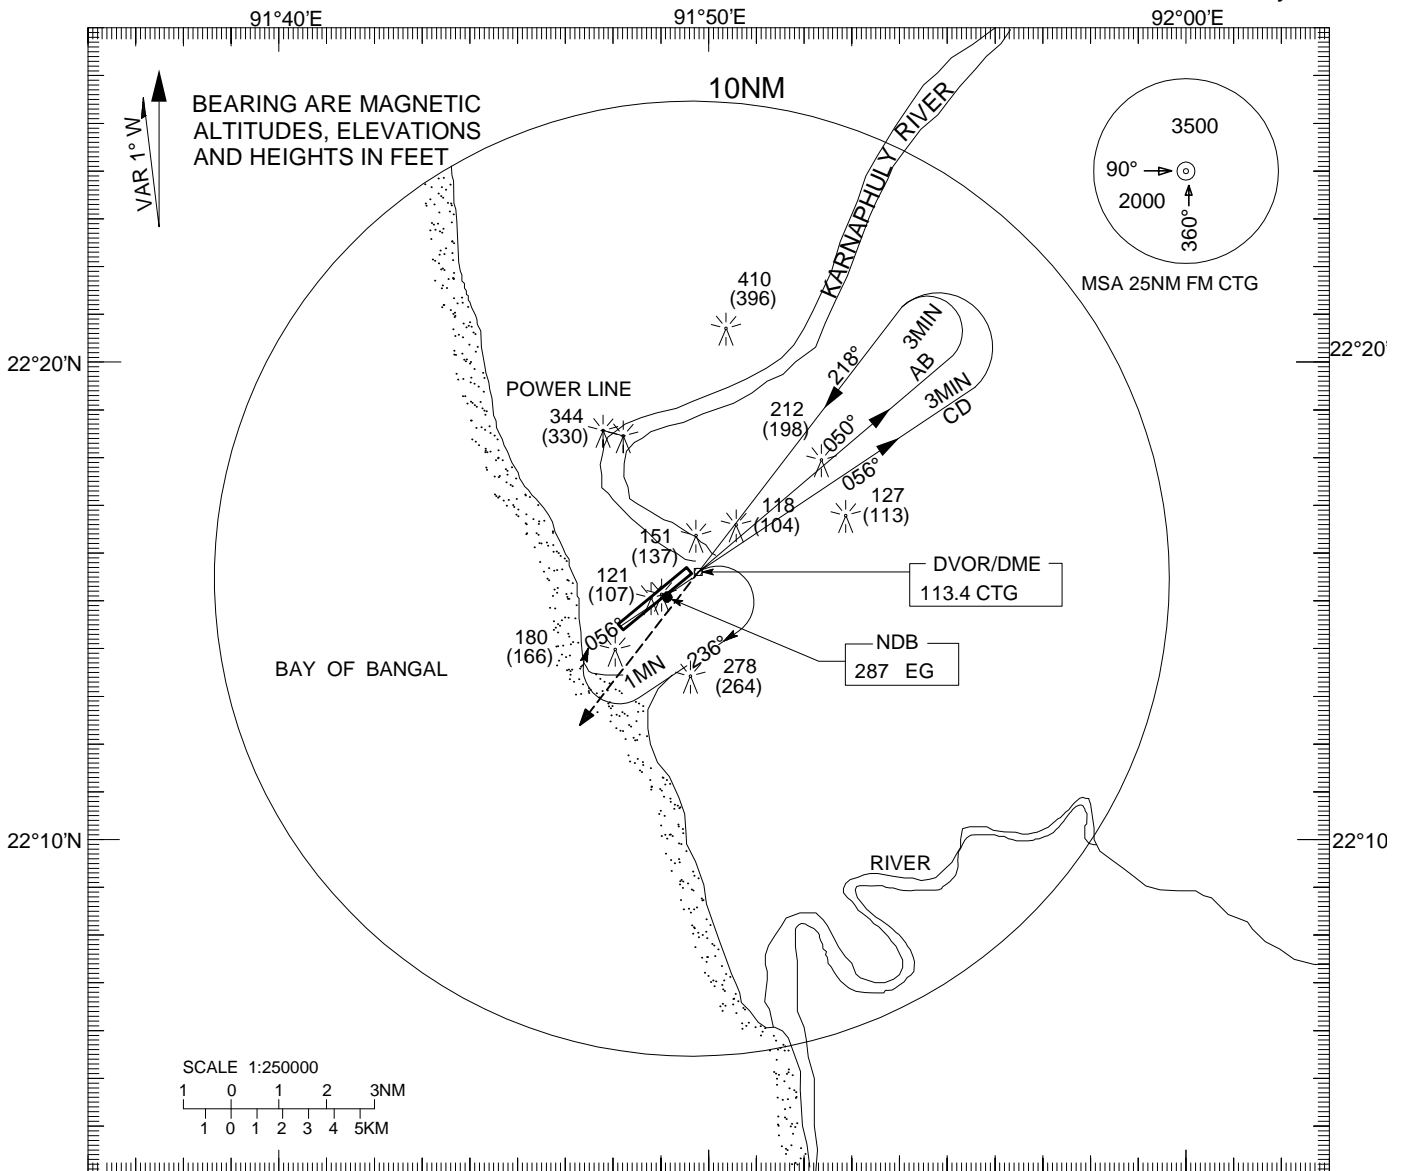 91°40'E
91°50'E
92°00'E
10NM
BEARING ARE MAGNETIC
ALTITUDES, ELEVATIONS
AND HEIGHTS IN FEET
VAR 1° W
KARNAPHULY RIVER
3500
90°
2000
360°
MSA 25NM FM CTG
410
(396)
22°20'N
22°20'
POWER LINE
344
(330)
218°
3MIN
AB
3MIN
CD
212
(198)
050°
056°
127
(113)
118
(104)
151
(137)
DVOR/DME
113.4 CTG
121
(107)
180
(166)
056°
236°
1MN
278
(264)
NDB
287 EG
BAY OF BANGAL
22°10'N
22°10
RIVER
SCALE 1:250000
1 0 1 2 3NM
1 0 1 2 3 4 5KM